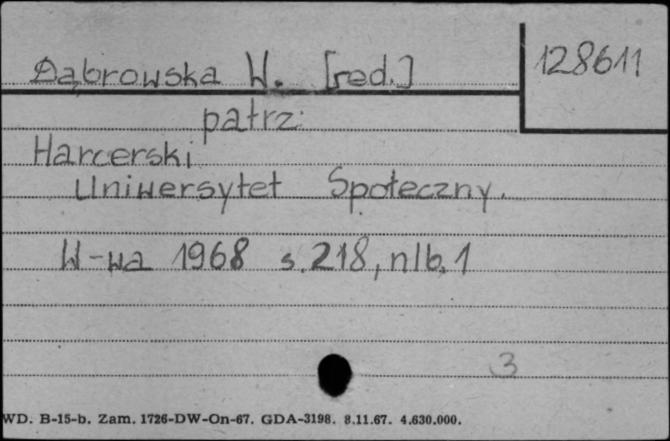 Dąbrowska W. [red.]
128611
patrz:
Harcerski
Uniwersytet Społeczny.
W-wa 1968 s. 218, nlb. 1
3
WD. B-15-b. Zam. 1726-DW-On-67. GDA-3198. 8.11.67. 4.630.000.